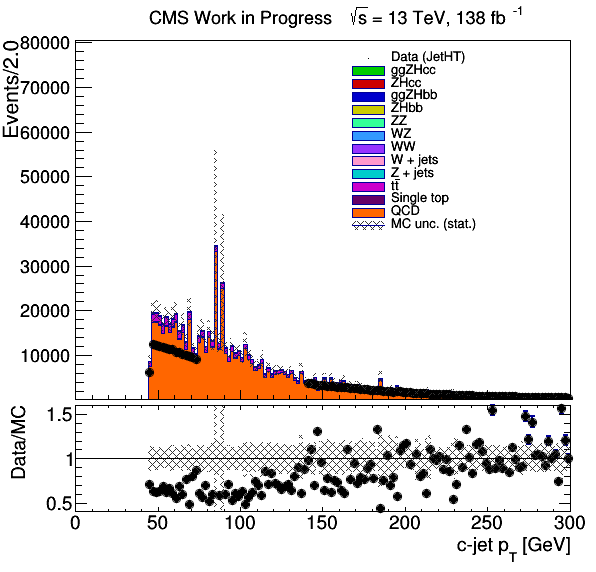 CMS Work in Progress √s = 13 TeV, 138 fb⁻¹
Events/2.0
80000
70000
60000
50000
40000
30000
20000
10000
Data (JetHT)
ggZHcc
ZHcc
ggZHbb
ZHbb
ZZ
WZ
WW
W + jets
Z + jets
tt̄
Single top
QCD
MC unc. (stat.)
Data/MC
1.5
1
0.5
0 50 100 150 200 250 300
c-jet p_T [GeV]